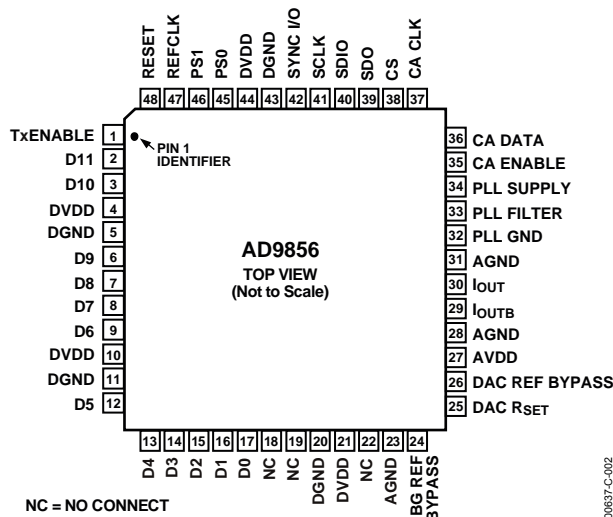 RESET
REFCLK
PS1
PS0
DVDD
DGND
SYNC I/O
SCLK
SDIO
SDO
CS
CA CLK
48 47 46 45 44 43 42 41 40 39 38 37
TxENABLE 1
D11 2
D10 3
DVDD 4
DGND 5
D9 6
D8 7
D7 8
D6 9
DVDD 10
DGND 11
D5 12
PIN 1
IDENTIFIER
AD9856
TOP VIEW
(Not to Scale)
36 CA DATA
35 CA ENABLE
34 PLL SUPPLY
33 PLL FILTER
32 PLL GND
31 AGND
30 IOUT
29 IOUTB
28 AGND
27 AVDD
26 DAC REF BYPASS
25 DAC RSET
13 14 15 16 17 18 19 20 21 22 23 24
D4
D3
D2
D1
D0
NC
NC
DGND
DVDD
NC
AGND
BG REF
BYPASS
NC = NO CONNECT
00637-C-002